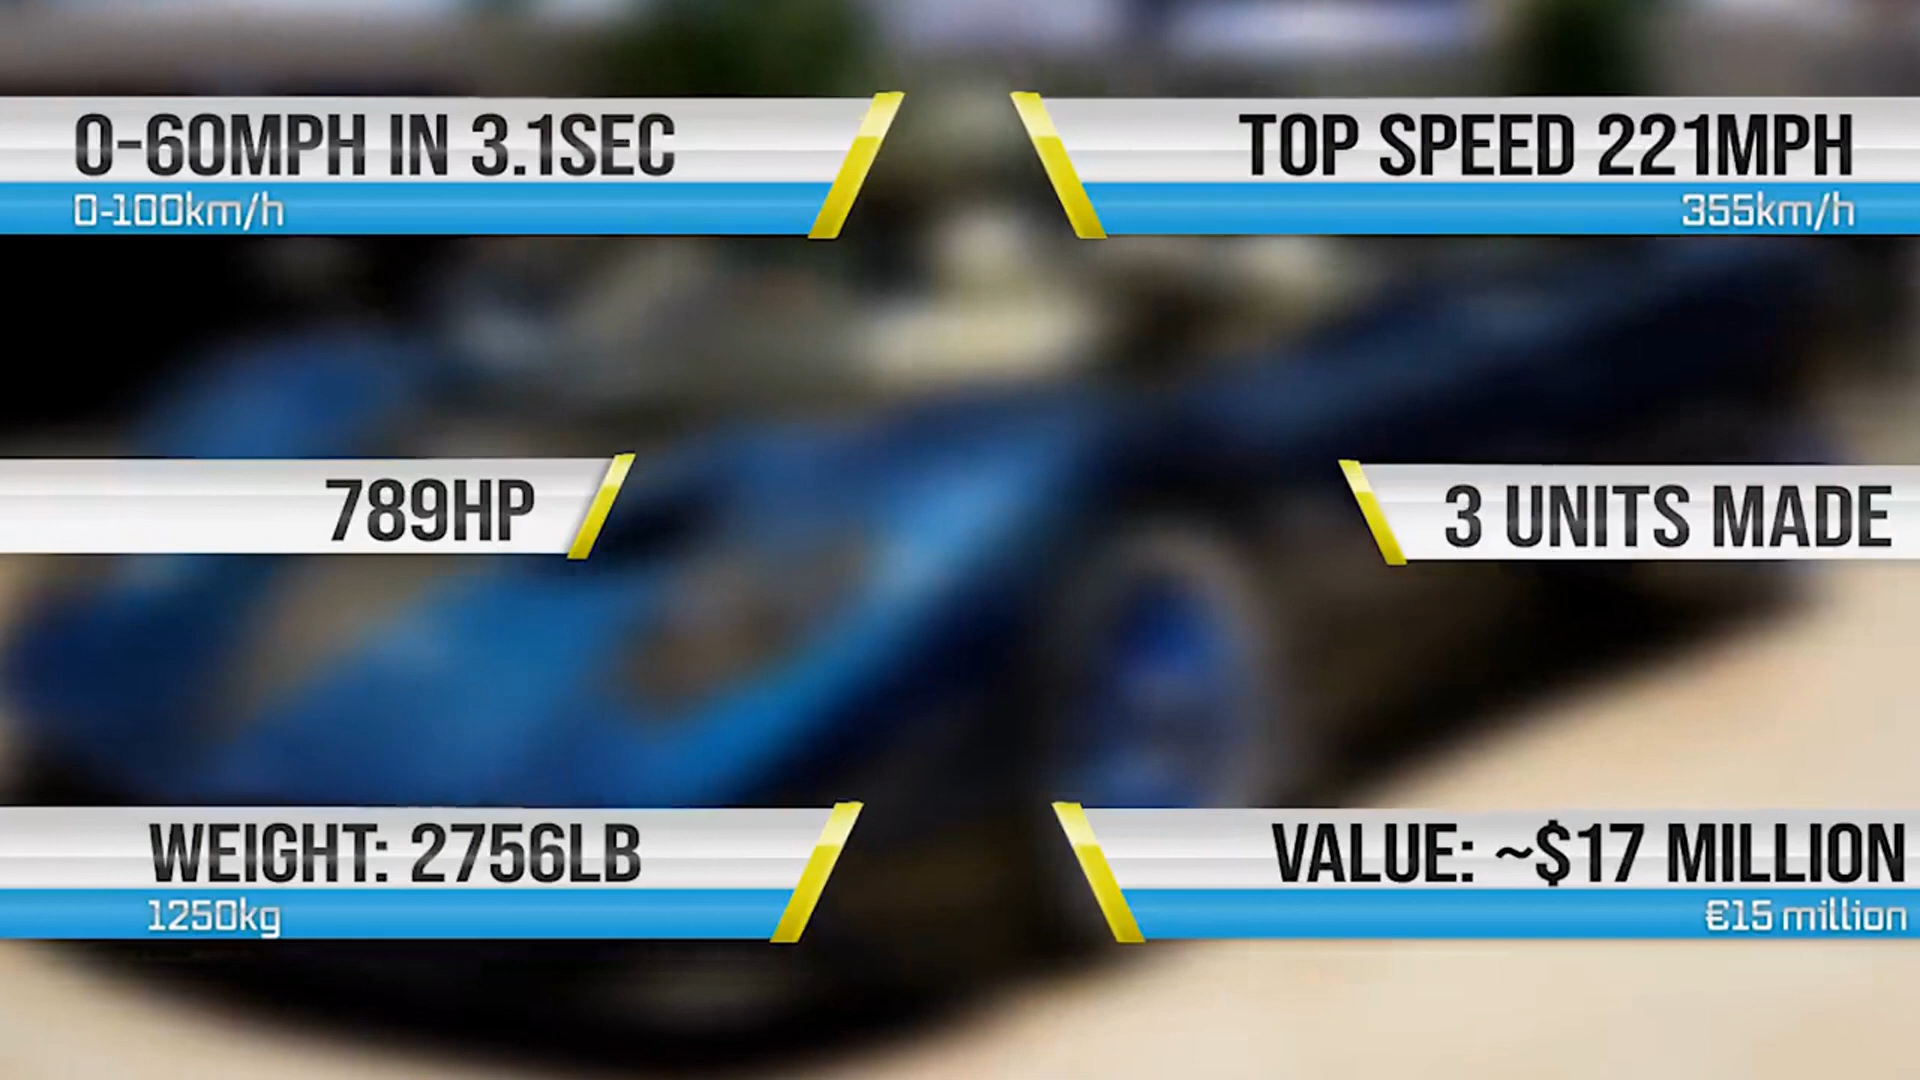 0-60MPH IN 3.1SEC
0-100km/h
TOP SPEED 221MPH
355km/h
789HP
3 UNITS MADE
WEIGHT: 2756LB
1250kg
VALUE: ~$17 MILLION
€15 million